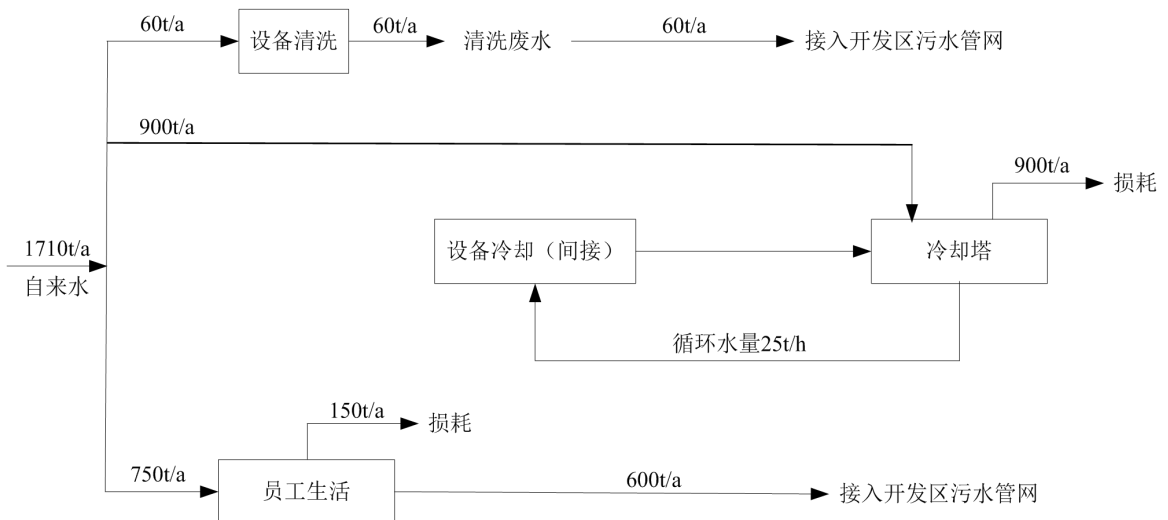 60t/a
设备清洗
60t/a
清洗废水
60t/a
接入开发区污水管网
900t/a
900t/a
损耗
1710t/a
自来水
设备冷却（间接）
冷却塔
循环水量25t/h
150t/a
损耗
750t/a
员工生活
600t/a
接入开发区污水管网